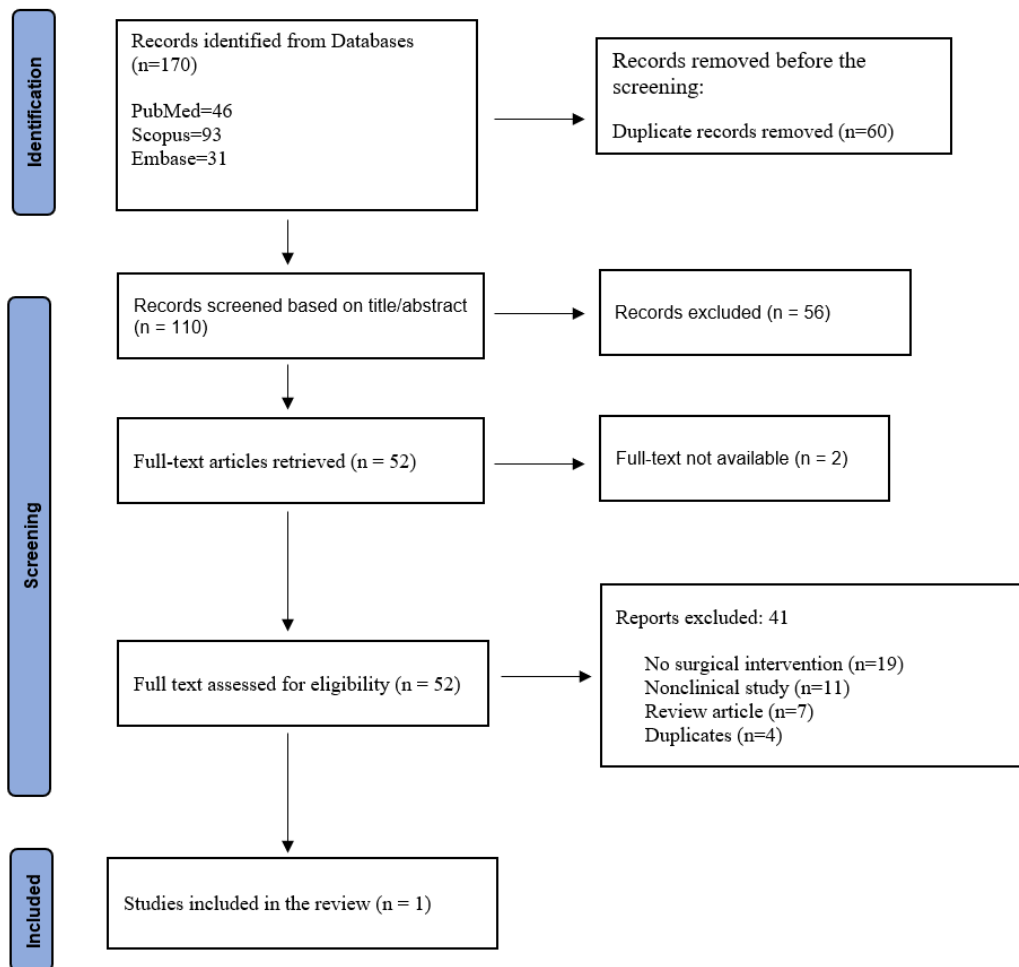 Identification
Records identified from Databases
(n=170)
PubMed=46
Scopus=93
Embase=31
Records removed before the
screening:
Duplicate records removed (n=60)
Screening
Records screened based on title/abstract
(n = 110)
Records excluded (n = 56)
Full-text articles retrieved (n = 52)
Full-text not available (n = 2)
Full text assessed for eligibility (n = 52)
Reports excluded: 41
No surgical intervention (n=19)
Nonclinical study (n=11)
Review article (n=7)
Duplicates (n=4)
Included
Studies included in the review (n = 1)